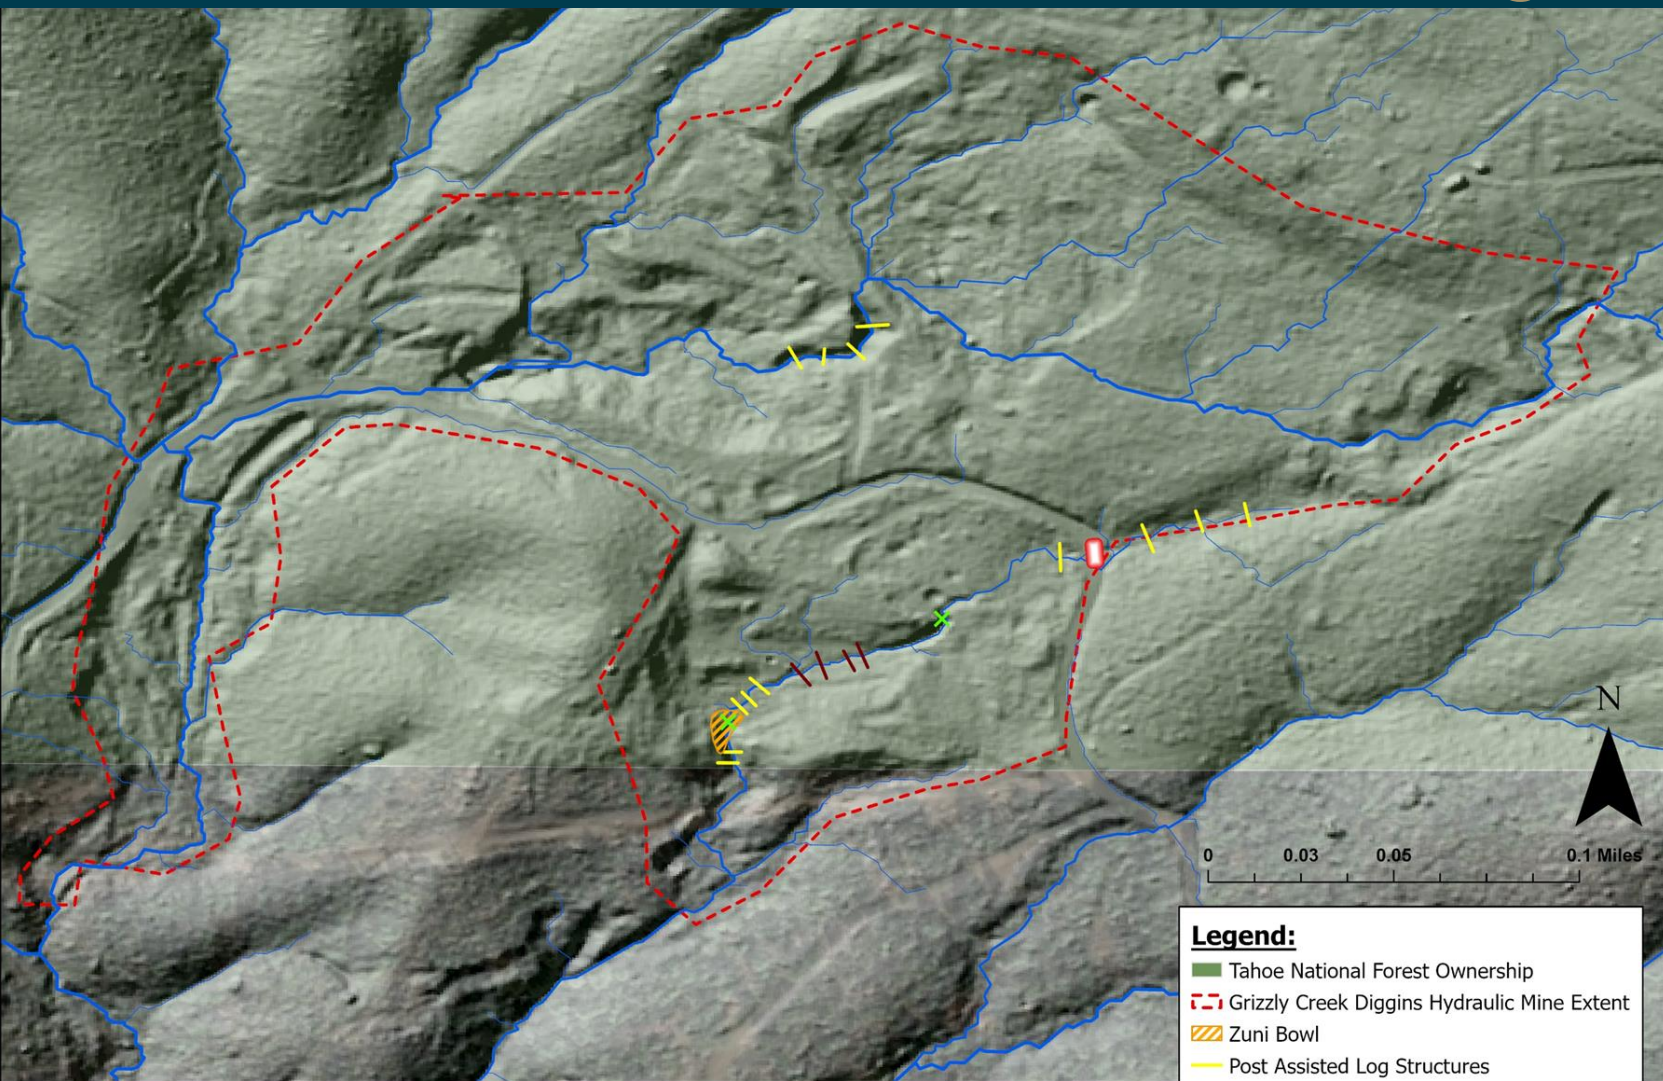 N
0 0.03 0.05 0.1 Miles
Legend:
Tahoe National Forest Ownership
Grizzly Creek Diggins Hydraulic Mine Extent
Zuni Bowl
Post Assisted Log Structures